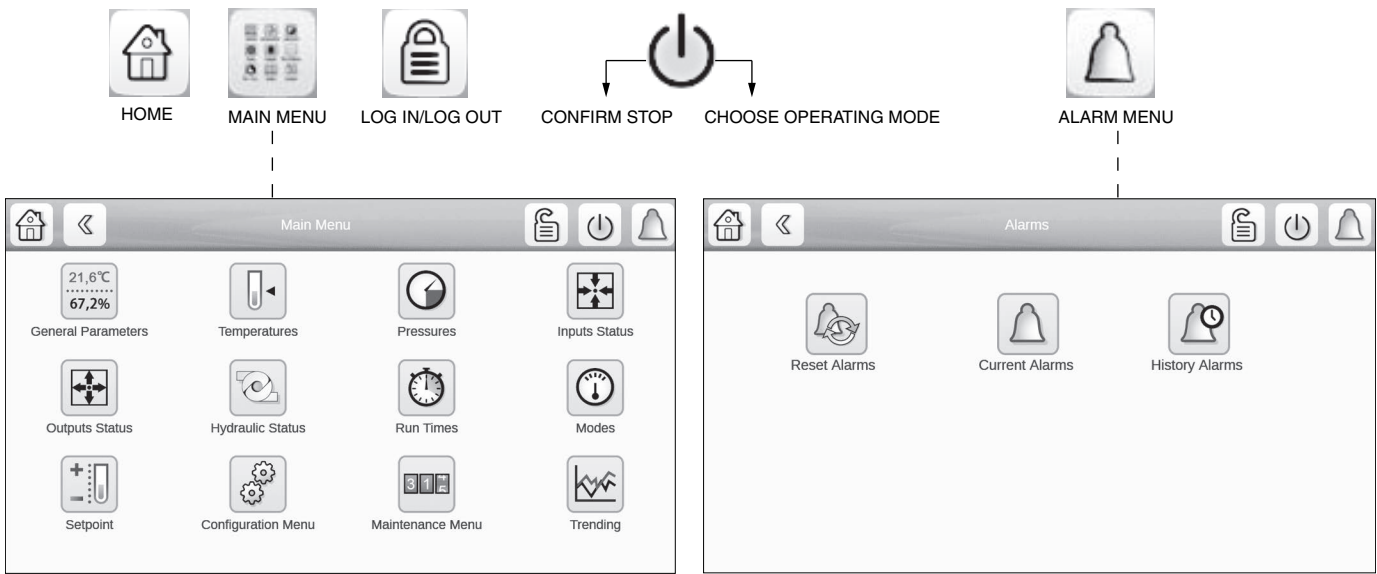 HOME
MAIN MENU
LOG IN/LOG OUT
CONFIRM STOP
CHOOSE OPERATING MODE
ALARM MENU
Main Menu
21,6°C
67,2%
General Parameters
Temperatures
Pressures
Inputs Status
Outputs Status
Hydraulic Status
Run Times
Modes
Setpoint
Configuration Menu
3 1
Maintenance Menu
Trending
Alarms
Reset Alarms
Current Alarms
History Alarms